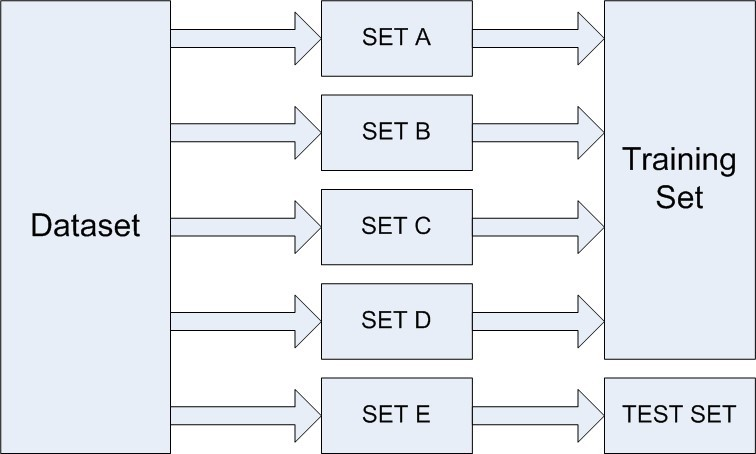 Dataset
SET A
SET B
SET C
SET D
SET E
Training
Set
TEST SET